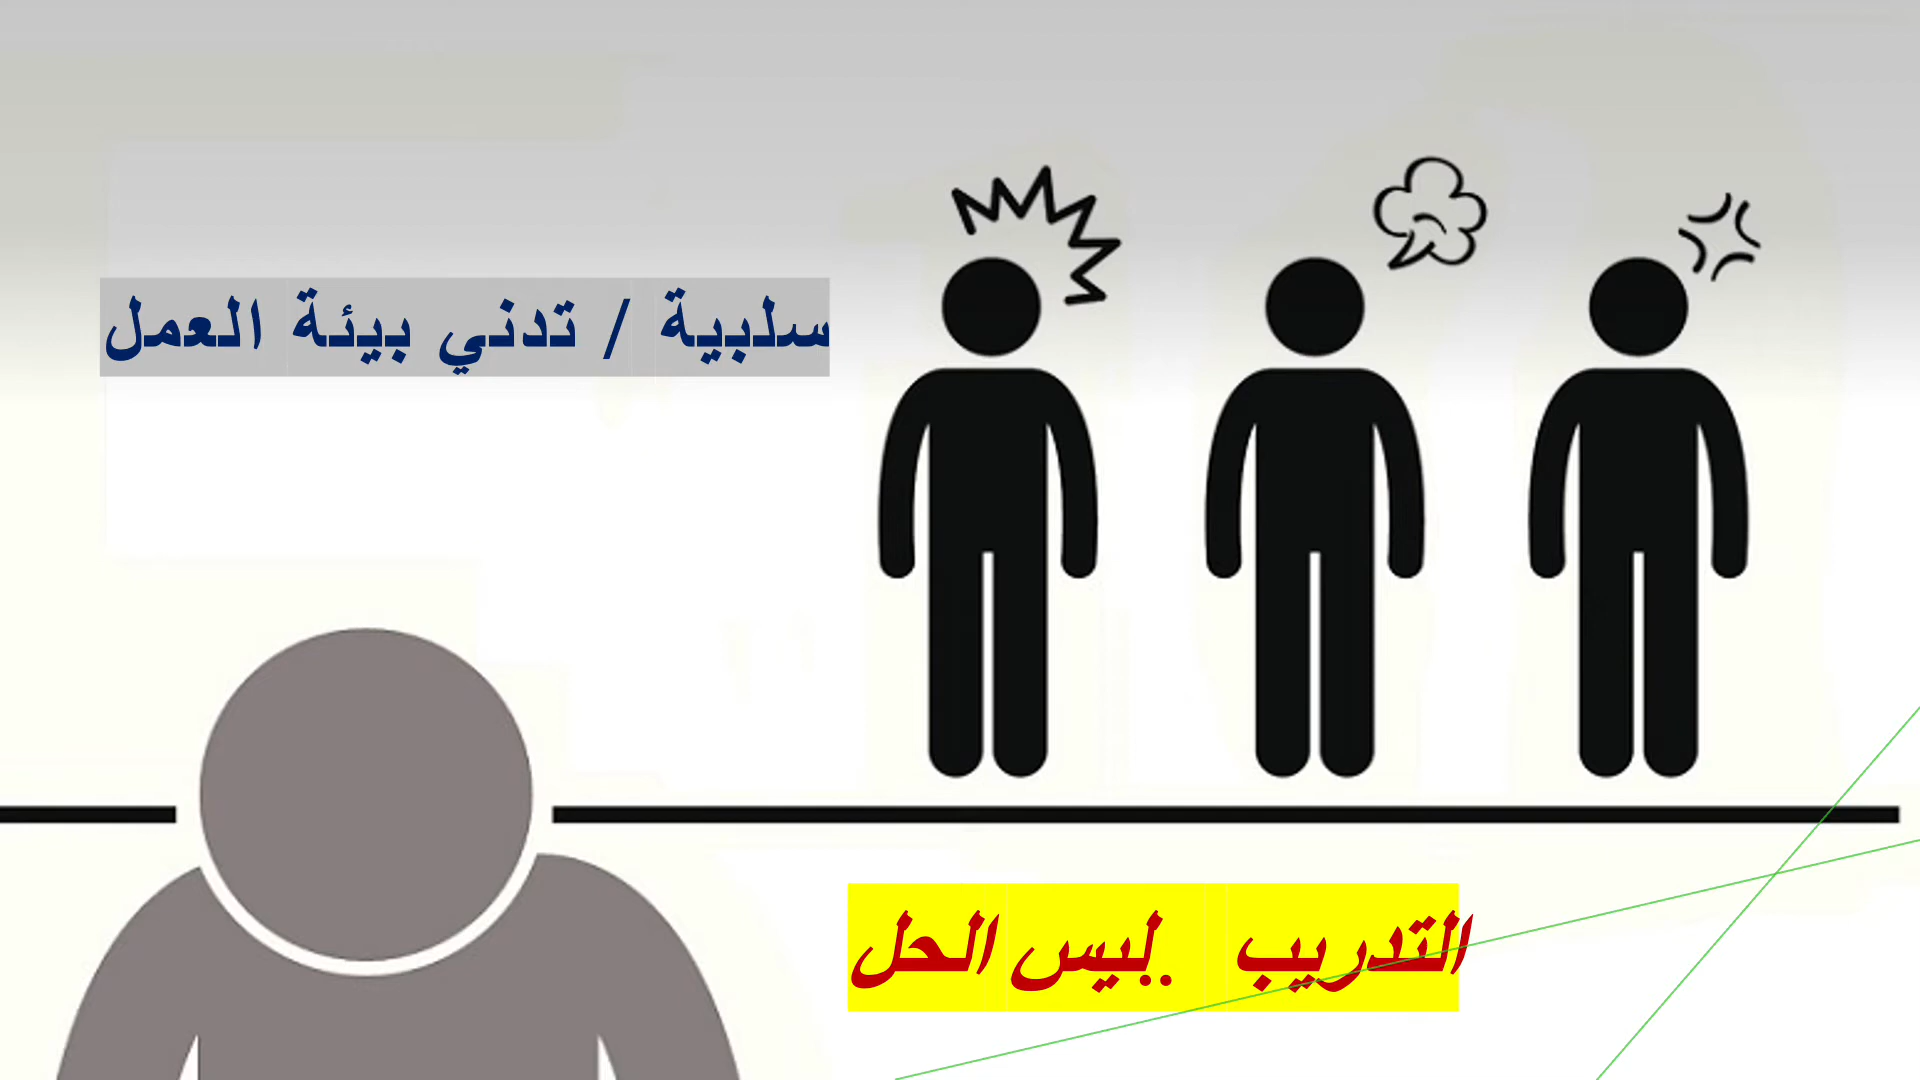 سلبية / تدني بيئة العمل
التدريب ..ليس الحل